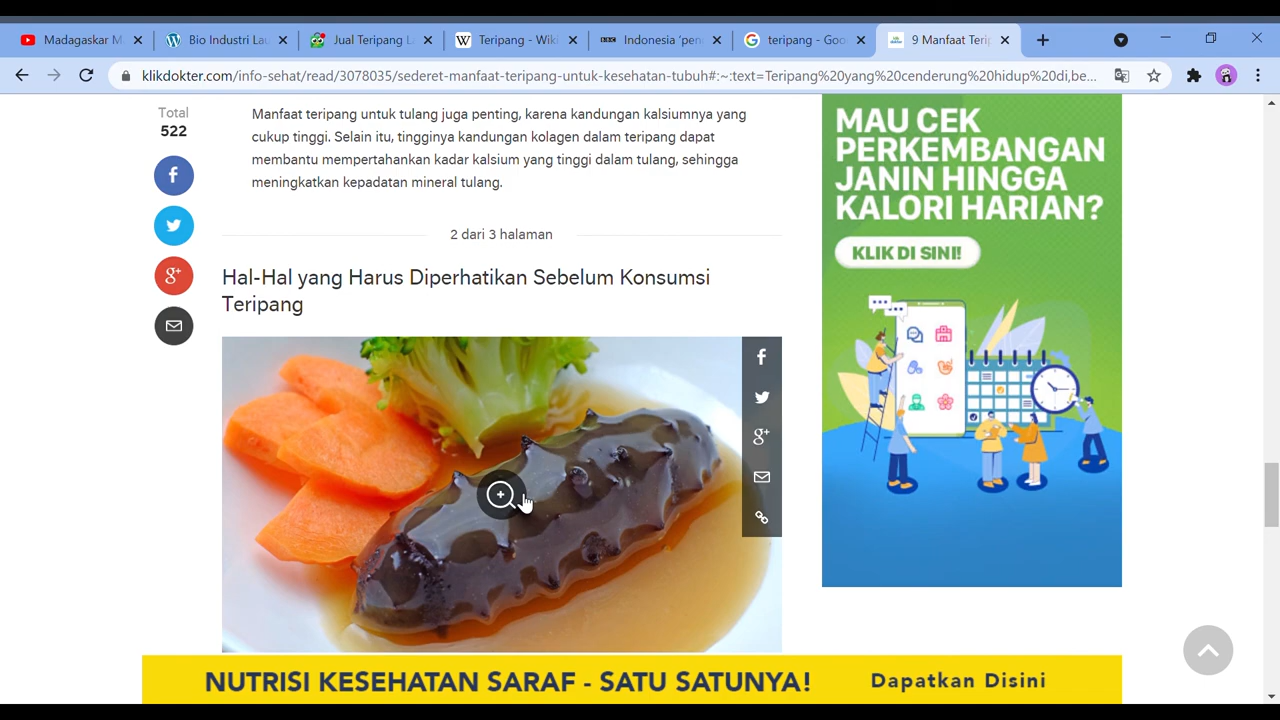 Madagaskar M
Bio Industri Lau
Jual Teripang L
Teripang - Wiki
Indonesia 'pen
teripang - Goo
9 Manfaat Terip
klikdokter.com/info-sehat/read/3078035/sederet-manfaat-teripang-untuk-kesehatan-tubuh#:~:text=Teripang%20yang%20cenderung%20hidup%20di,be...
Total
522
Manfaat teripang untuk tulang juga penting, karena kandungan kalsiumnya yang
cukup tinggi. Selain itu, tingginya kandungan kolagen dalam teripang dapat
membantu mempertahankan kadar kalsium yang tinggi dalam tulang, sehingga
meningkatkan kepadatan mineral tulang.
2 dari 3 halaman
Hal-Hal yang Harus Diperhatikan Sebelum Konsumsi
Teripang
MAU CEK
PERKEMBANGAN
JANIN HINGGA
KALORI HARIAN?
KLIK DI SINI!
NUTRISI KESEHATAN SARAF - SATU SATUNYA!
Dapatkan Disini